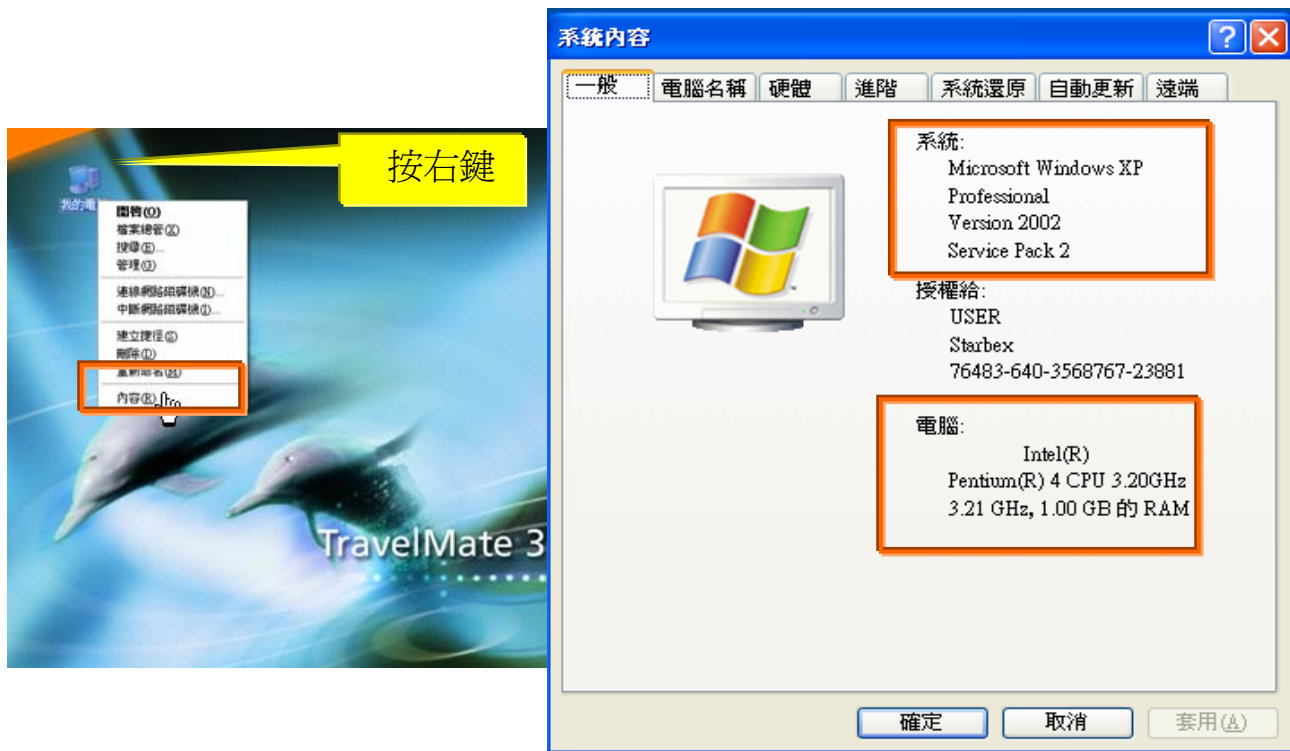 按右鍵
我的電
開啓(O)
檔案總管(X)
搜尋(E)...
管理(G)
連線網路磁碟機(N)...
中斷網路磁碟機(I)...
建立捷徑(S)
刪除(D)
重新命名(M)
內容(R)
TravelMate 3
系統內容
一般
電腦名稱
硬體
進階
系統還原
自動更新
遠端
系統:
Microsoft Windows XP
Professional
Version 2002
Service Pack 2
授權給:
USER
Starbex
76483-640-3568767-23881
電腦:
Intel(R)
Pentium(R) 4 CPU 3.20GHz
3.21 GHz, 1.00 GB 的 RAM
確定
取消
套用(A)